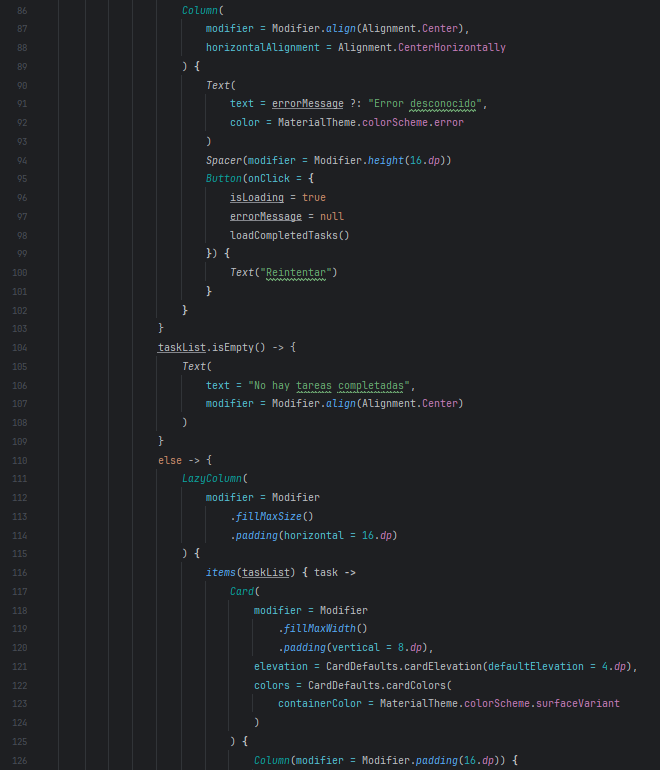 86 Column(
87 modifier = Modifier.align(Alignment.Center),
88 horizontalAlignment = Alignment.CenterHorizontally
89 ) {
90 Text(
91 text = errorMessage ?: "Error desconocido",
92 color = MaterialTheme.colorScheme.error
93 )
94 Spacer(modifier = Modifier.height(16.dp))
95 Button(onClick = {
96 isLoading = true
97 errorMessage = null
98 loadCompletedTasks()
99 }) {
100 Text("Reintentar")
101 }
102 }
103 }
104 taskList.isEmpty() -> {
105 Text(
106 text = "No hay tareas completadas",
107 modifier = Modifier.align(Alignment.Center)
108 )
109 }
110 else -> {
111 LazyColumn(
112 modifier = Modifier
113 .fillMaxSize()
114 .padding(horizontal = 16.dp)
115 ) {
116 items(taskList) { task ->
117 Card(
118 modifier = Modifier
119 .fillMaxWidth()
120 .padding(vertical = 8.dp),
121 elevation = CardDefaults.cardElevation(defaultElevation = 4.dp),
122 colors = CardDefaults.cardColors(
123 containerColor = MaterialTheme.colorScheme.surfaceVariant
124 )
125 ) {
126 Column(modifier = Modifier.padding(16.dp)) {